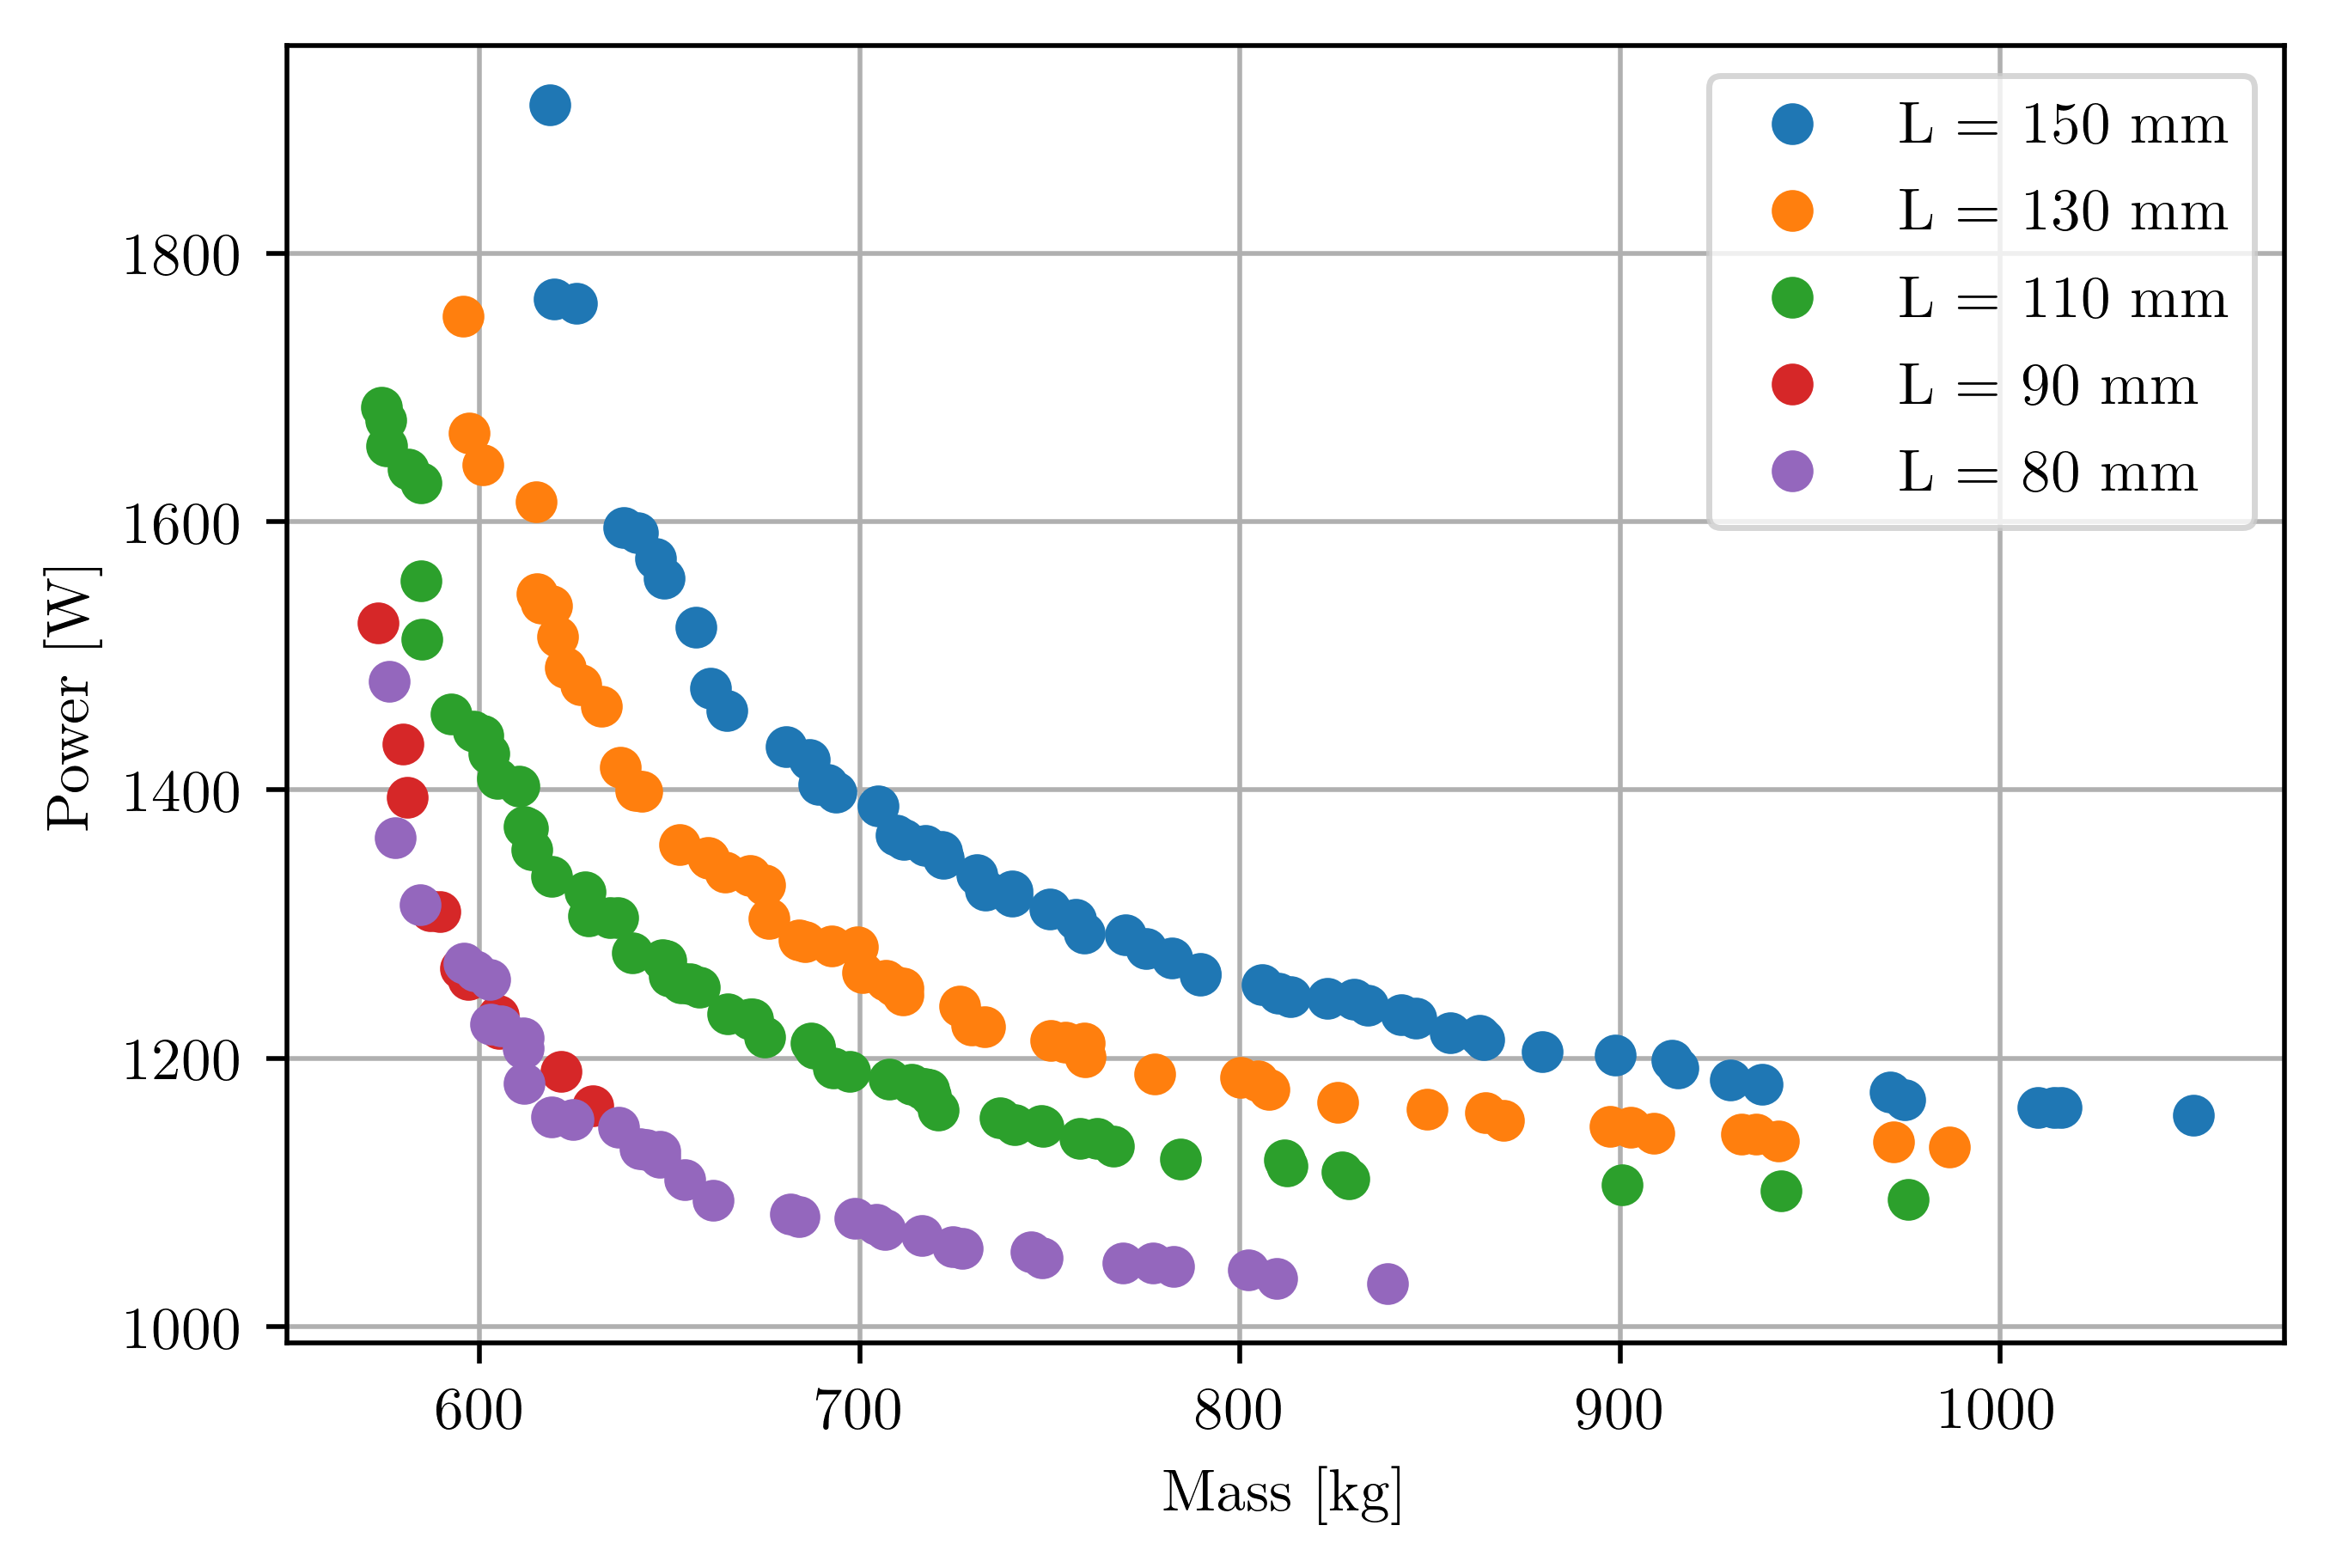 L = 150 mm
L = 130 mm
L = 110 mm
L = 90 mm
L = 80 mm
1800
1600
1400
1200
1000
Power [W]
600 700 800 900 1000
Mass [kg]